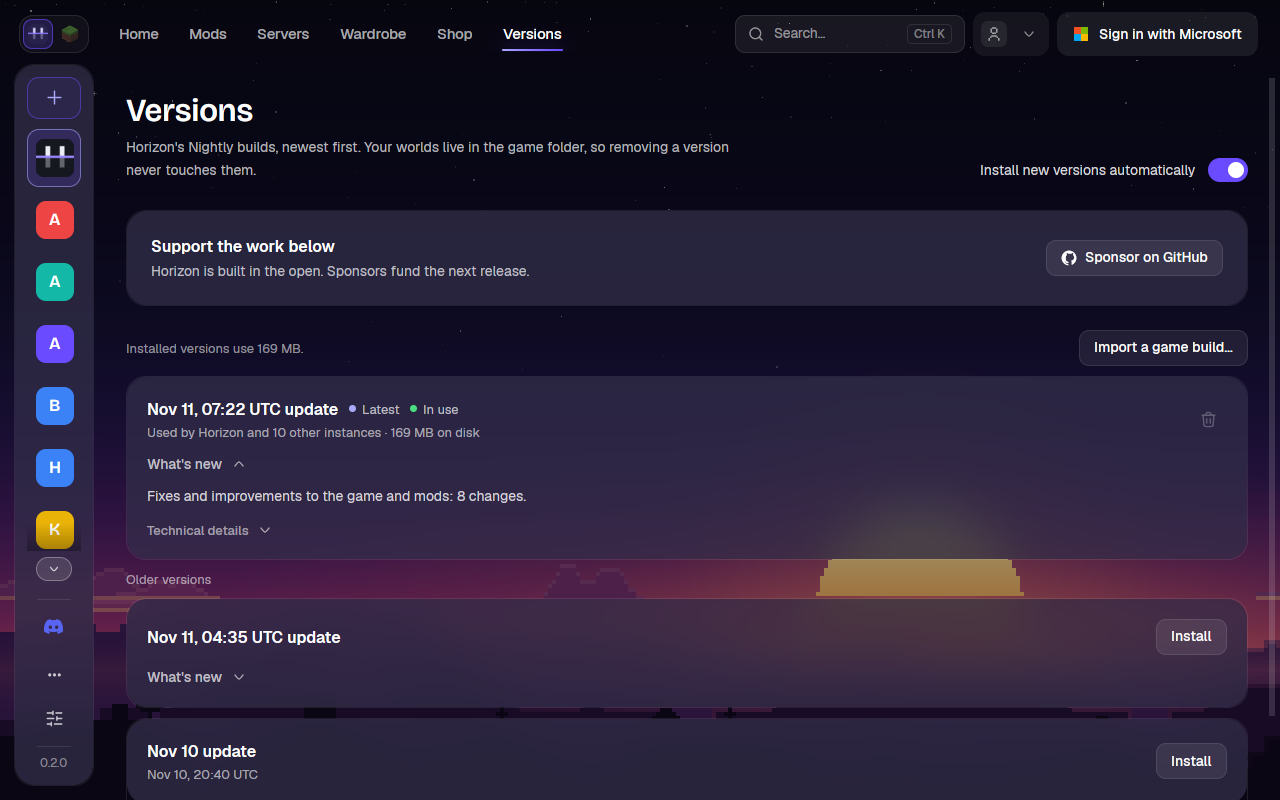 Home
Mods
Servers
Wardrobe
Shop
Versions
Search...
Ctrl K
Sign in with Microsoft
Versions
Horizon's Nightly builds, newest first. Your worlds live in the game folder, so removing a version
never touches them.
Install new versions automatically
Support the work below
Horizon is built in the open. Sponsors fund the next release.
Sponsor on GitHub
Installed versions use 169 MB.
Import a game build...
Nov 11, 07:22 UTC update
Latest
In use
Used by Horizon and 10 other instances · 169 MB on disk
What's new
Fixes and improvements to the game and mods: 8 changes.
Technical details
Older versions
Nov 11, 04:35 UTC update
Install
What's new
Nov 10 update
Nov 10, 20:40 UTC
Install
A
A
A
B
H
K
0.2.0